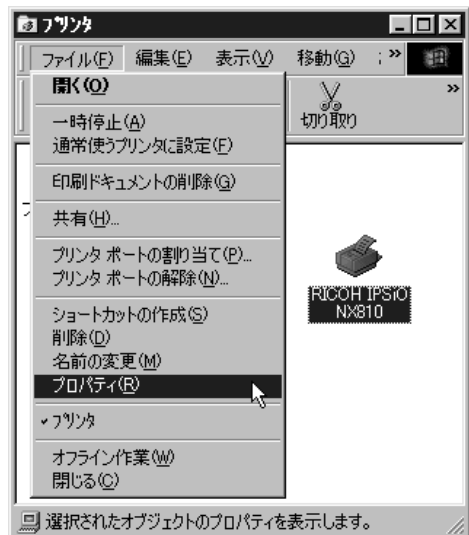 プリンタ
ファイル(F) 編集(E) 表示(V) 移動(G)
開く(O)
切り取り
一時停止(A)
通常使うプリンタに設定(F)
印刷ドキュメントの削除(G)
共有(H)...
プリンタ ポートの割り当て(P)...
プリンタ ポートの解除(N)...
RICOH IPSiO
NX810
ショートカットの作成(S)
削除(D)
名前の変更(M)
プロパティ(R)
プリンタ
オフライン作業(W)
閉じる(C)
選択されたオブジェクトのプロパティを表示します。